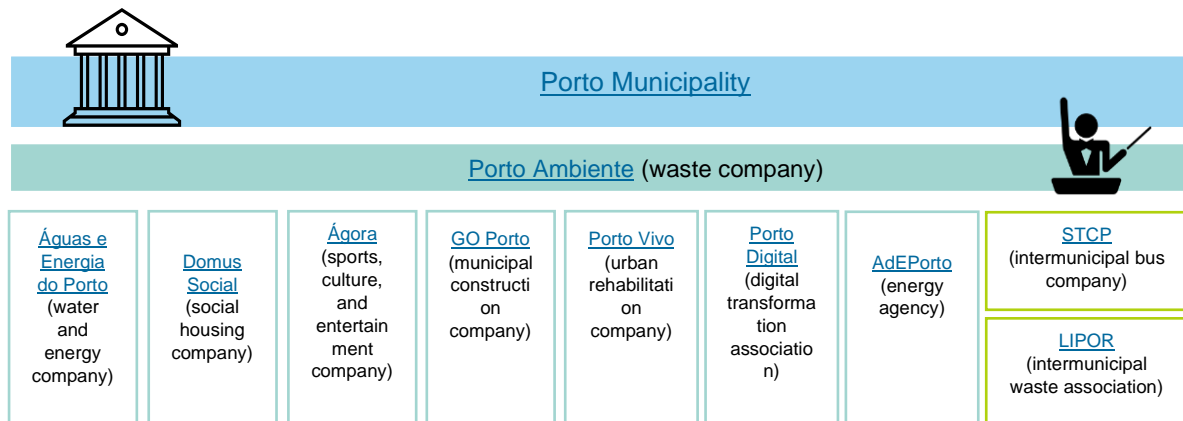 Porto Municipality
Porto Ambiente (waste company)
Águas e
Energia
do Porto
(water
and
energy
company)
Domus
Social
(social
housing
company)
Ágora
(sports,
culture,
and
entertain
ment
company)
GO Porto
(municipal
constructi
on
company)
Porto Vivo
(urban
rehabilitati
on
company)
Porto
Digital
(digital
transforma
tion
associatio
n)
AdEPorto
(energy
agency)
STCP
(intermunicipal bus
company)
LIPOR
(intermunicipal
waste association)